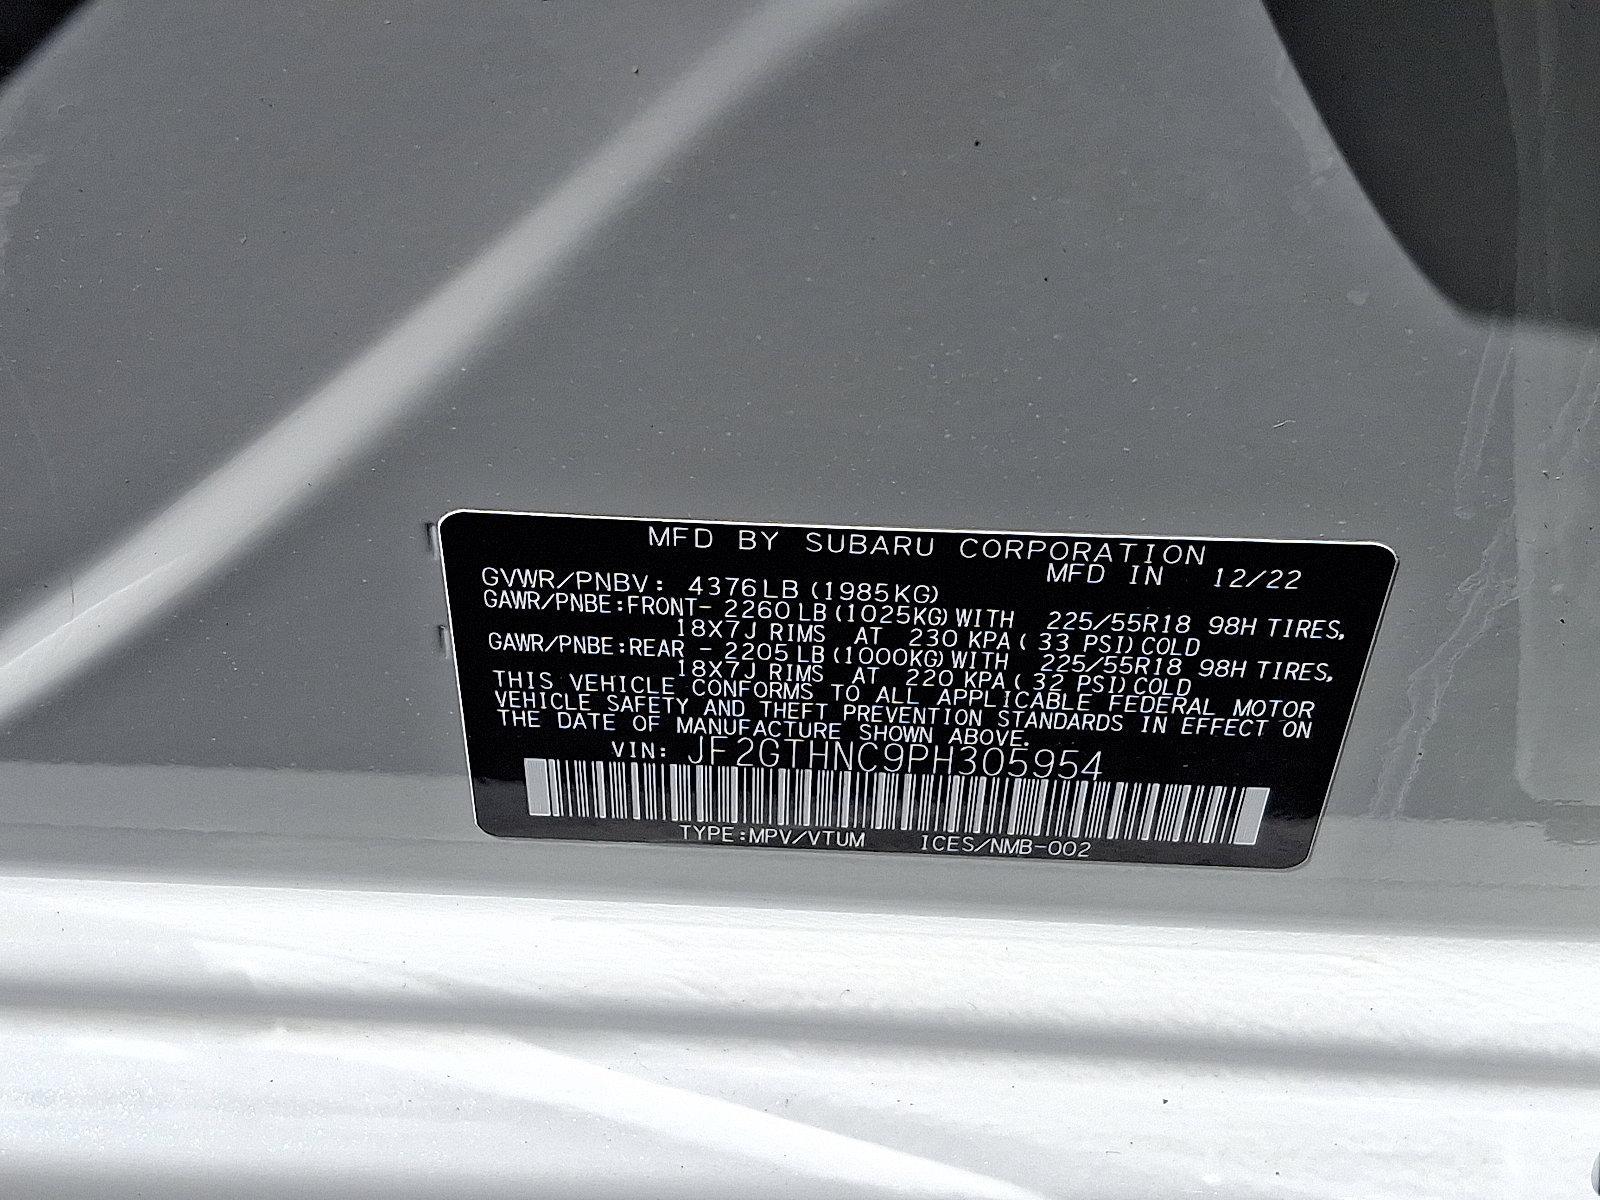 MFD BY SUBARU CORPORATION
MFD IN 12/22
GVWR/PNBV: 4376LB (1985KG)
GAWR/PNBE:FRONT- 2260LB (1025KG) WITH 225/55R18 98H TIRES.
18X7J RIMS AT 230 KPA ( 33 PSI) COLD
GAWR/PNBE:REAR - 2205LB (1000KG) WITH 225/55R18 98H TIRES.
18X7J RIMS AT 220 KPA ( 32 PSI) COLD
THIS VEHICLE CONFORMS TO ALL APPLICABLE FEDERAL MOTOR
VEHICLE SAFETY AND THEFT PREVENTION STANDARDS IN EFFECT ON
THE DATE OF MANUFACTURE SHOWN ABOVE.
VIN: JF2GTHNC9PH305954
TYPE:MPV/VTUM ICES/NMB-002